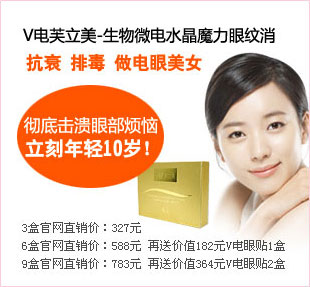 V电芙立美-生物微电水晶魔力眼纹消
抗衰 排毒 做电眼美女
彻底击溃眼部烦恼
立刻年轻10岁！
3盒官网直销价：327元
6盒官网直销价：588元 再送价值182元V电眼贴1盒
9盒官网直销价：783元 再送价值364元V电眼贴2盒